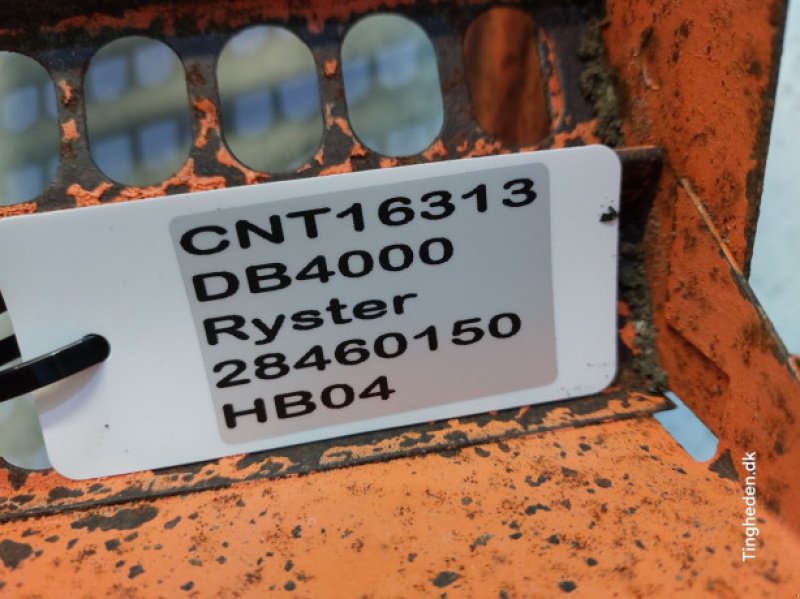 CNT16313
DB4000
Ryster
28460150
HB04
Tingheden.dk